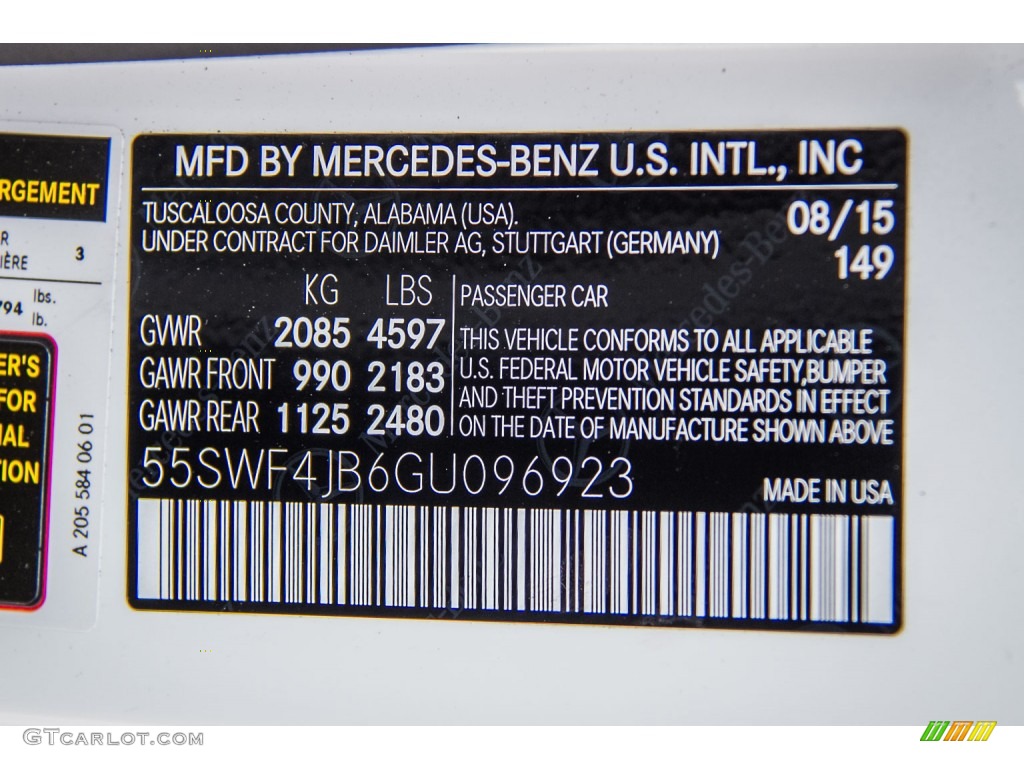 MFD BY MERCEDES-BENZ U.S. INTL., INC
TUSCALOOSA COUNTY, ALABAMA (USA).
UNDER CONTRACT FOR DAIMLER AG, STUTTGART (GERMANY)
08/15
149
KG LBS
GVWR 2085 4597
GAWR FRONT 990 2183
GAWR REAR 1125 2480
PASSENGER CAR
THIS VEHICLE CONFORMS TO ALL APPLICABLE
U.S. FEDERAL MOTOR VEHICLE SAFETY,BUMPER
AND THEFT PREVENTION STANDARDS IN EFFECT
ON THE DATE OF MANUFACTURE SHOWN ABOVE
55SWF4JB6GU096923
MADE IN USA
RGEMENT
R
IÈRE 3
794 lbs.
lb.
ER'S
FOR
NAL
ION
A 205 584 06 01
GTCARLOT.COM